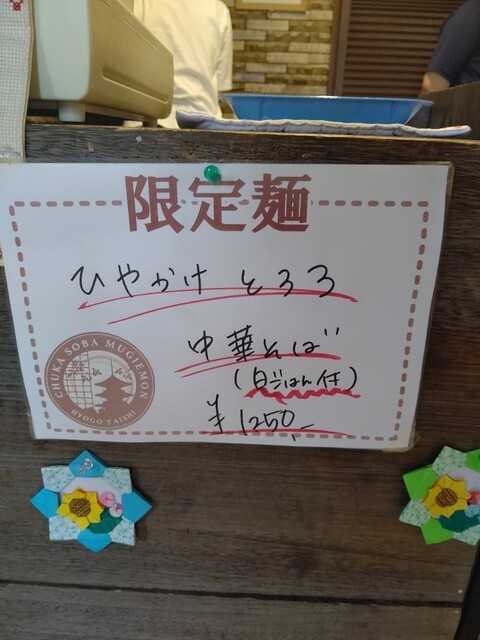 限定麺
ひやかけ とろろ
中華そば
(白ごはん付)
¥1250,-
CHUKA SOBA MUGIEMON
HYOGO TAISHI